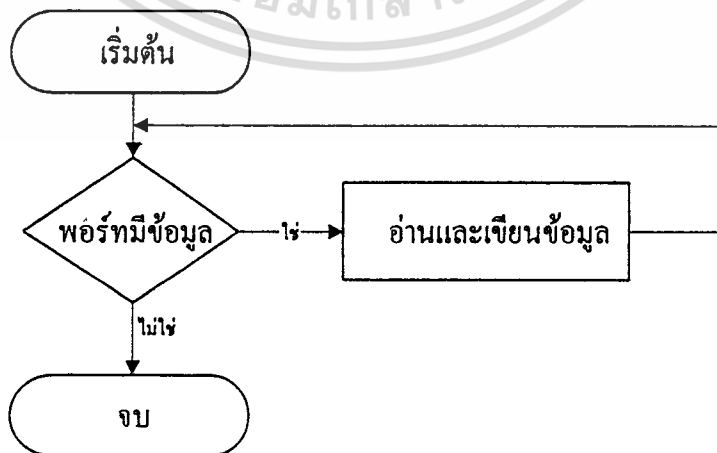 เริ่มต้น
พอร์ทมีข้อมูล
ใช่
อ่านและเขียนข้อมูล
ไม่ใช่
จบ